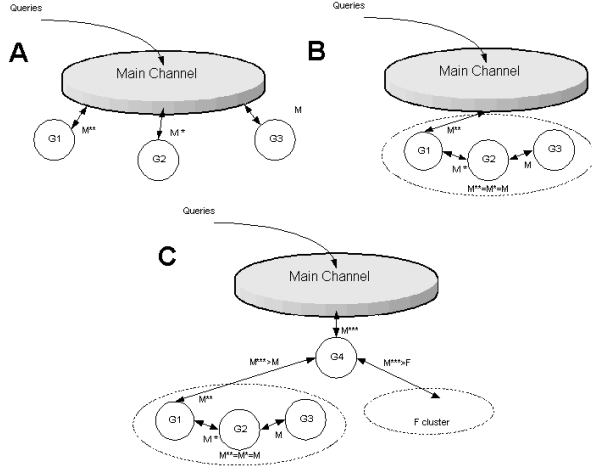 Queries
A
Main Channel
G1
M**
M *
G2
M
G3
Queries
B
Main Channel
M**
G1
M *
G2
M
G3
M**=M*=M
Queries
C
Main Channel
M***
G4
M***>M
M***>F
M**
G1
M *
G2
M
G3
M**=M*=M
F cluster